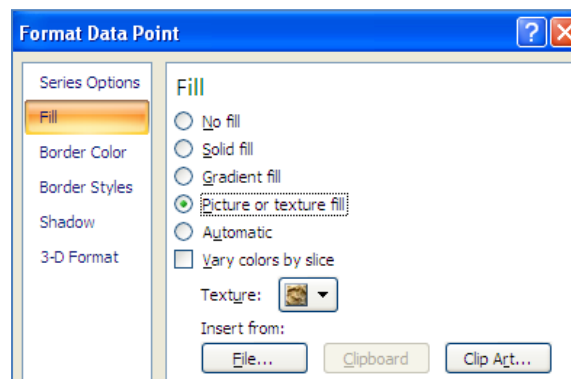 Format Data Point
?
Series Options
Fill
Border Color
Border Styles
Shadow
3-D Format
Fill
No fill
Solid fill
Gradient fill
Picture or texture fill
Automatic
Vary colors by slice
Texture:
Insert from:
File... Clipboard Clip Art...